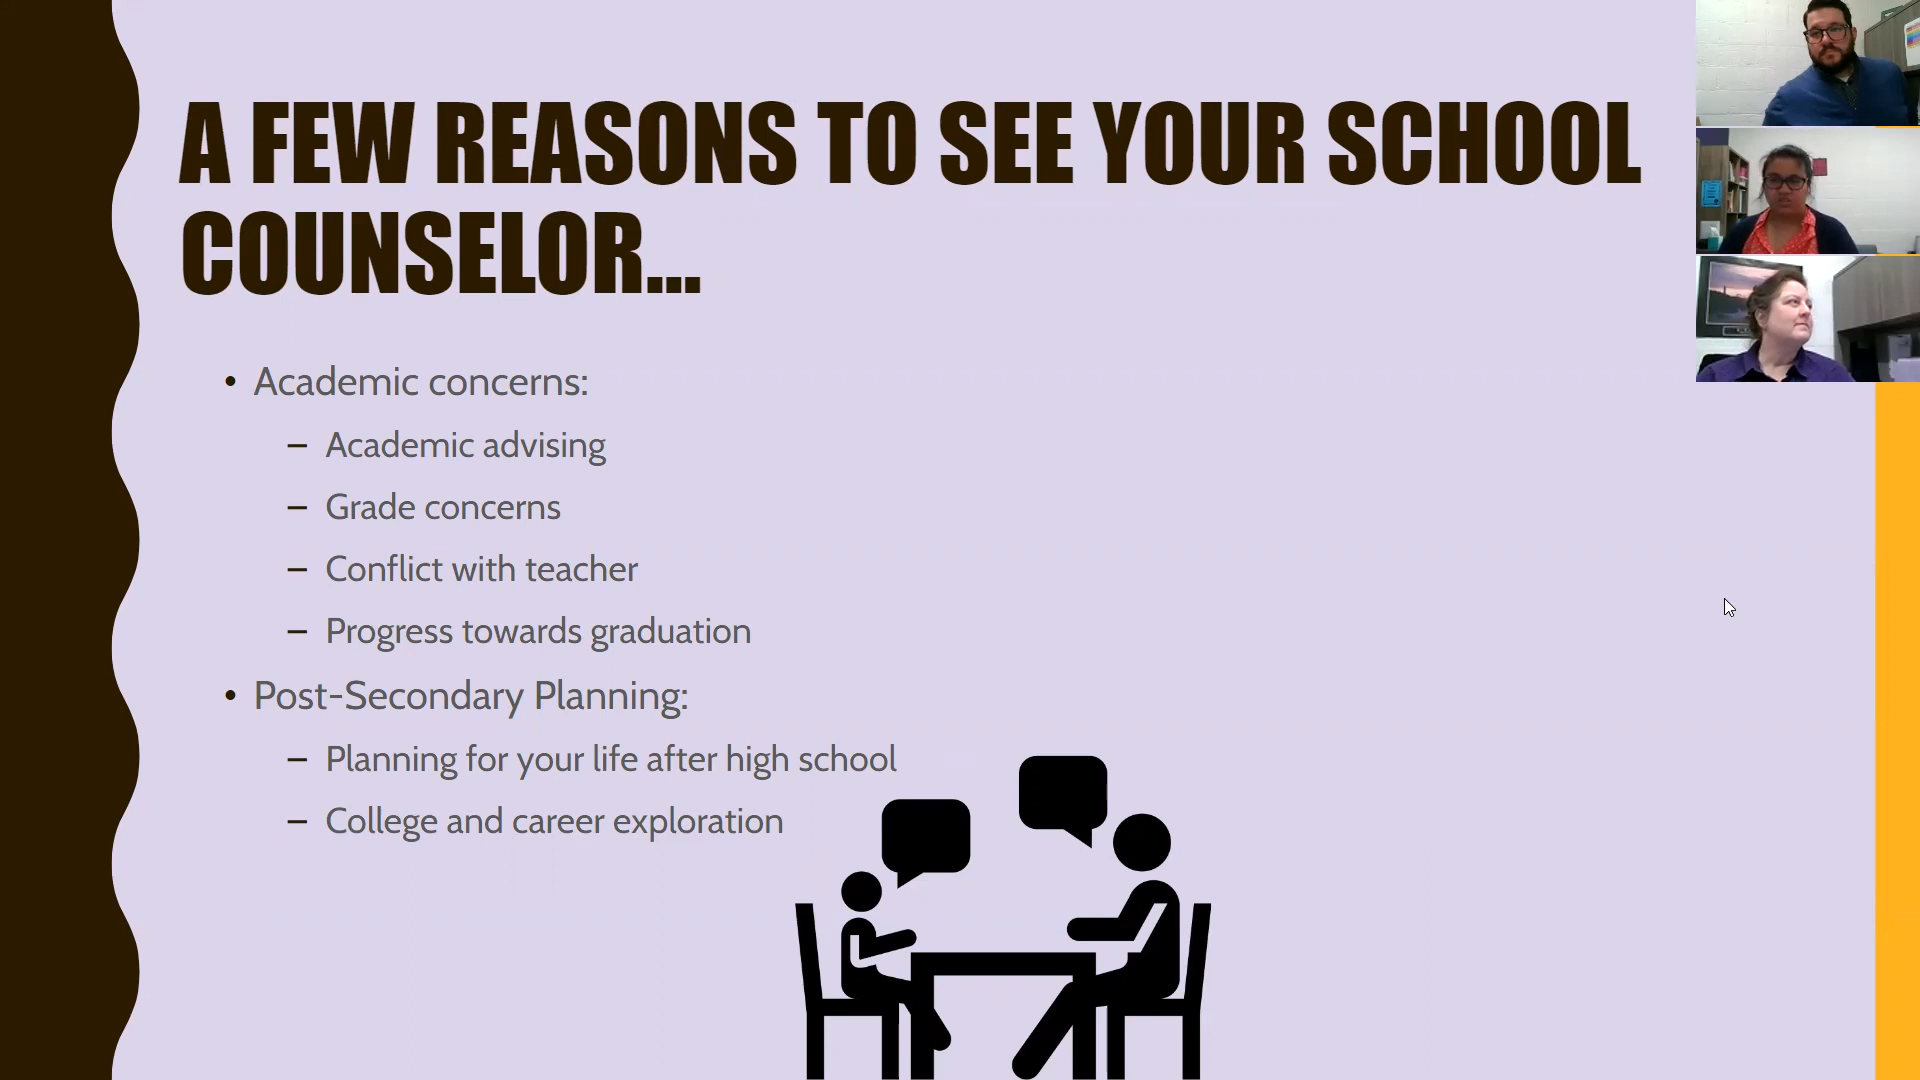 A FEW REASONS TO SEE YOUR SCHOOL
COUNSELOR...
• Academic concerns:
– Academic advising
– Grade concerns
– Conflict with teacher
– Progress towards graduation
• Post-Secondary Planning:
– Planning for your life after high school
– College and career exploration